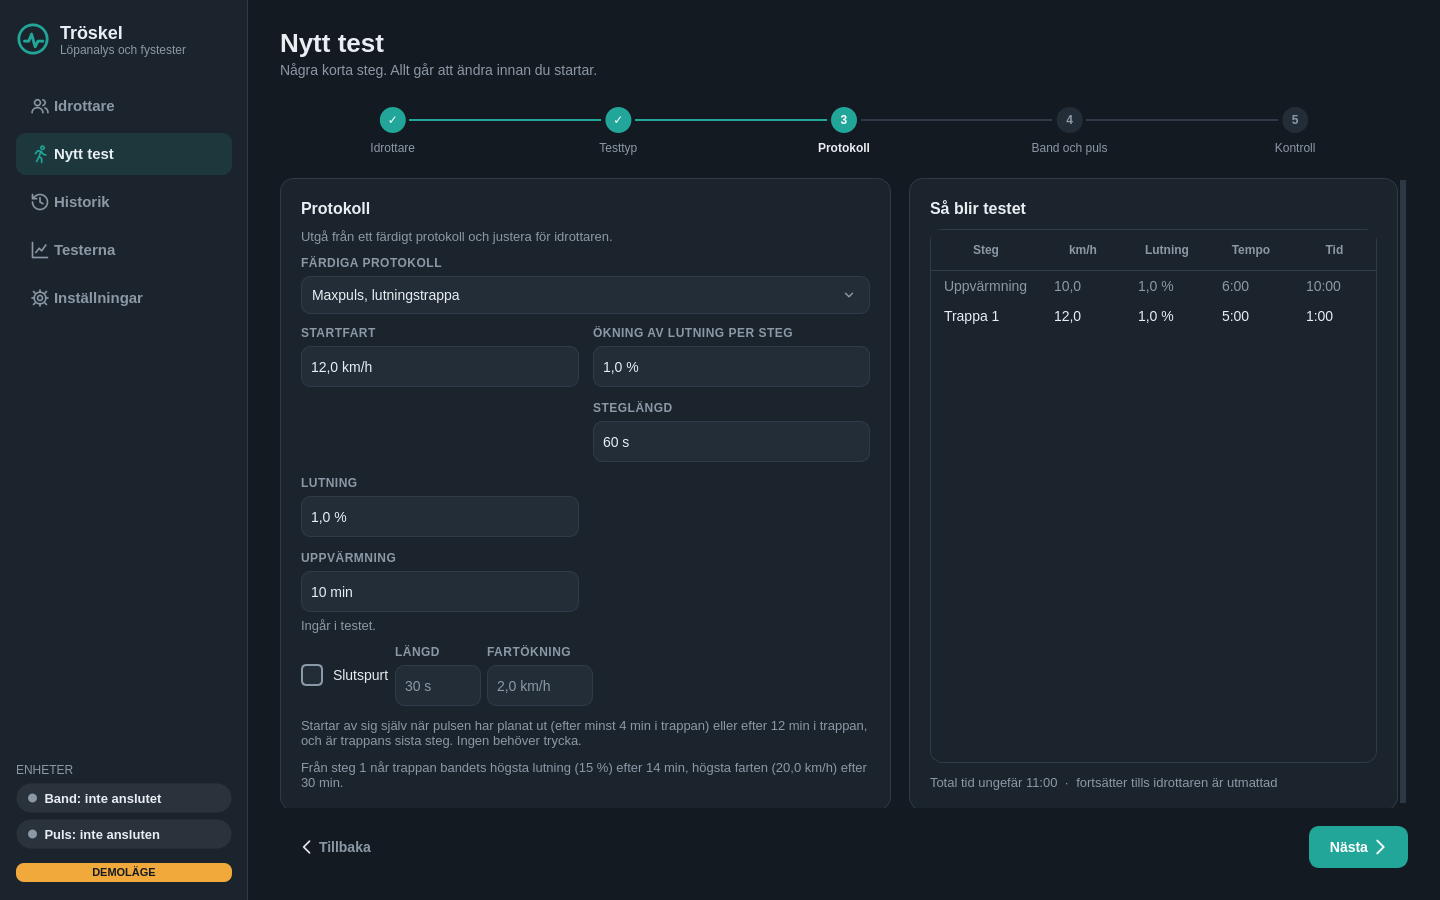 Tröskel
Löpanalys och fystester
Idrottare
Nytt test
Historik
Testerna
Inställningar
ENHETER
Band: inte anslutet
Puls: inte ansluten
DEMOLÄGE
Nytt test
Några korta steg. Allt går att ändra innan du startar.
✓ ✓ 3 4 5
Idrottare Testtyp Protokoll Band och puls Kontroll
Protokoll
Utgå från ett färdigt protokoll och justera för idrottaren.
FÄRDIGA PROTOKOLL
Maxpuls, lutningstrappa
STARTFART ÖKNING AV LUTNING PER STEG
12,0 km/h 1,0 %
STEGLÄNGD
60 s
LUTNING
1,0 %
UPPVÄRMNING
10 min
Ingår i testet.
LÄNGD FARTÖKNING
Slutspurt 30 s 2,0 km/h
Startar av sig själv när pulsen har planat ut (efter minst 4 min i trappan) eller efter 12 min i trappan,
och är trappans sista steg. Ingen behöver trycka.
Från steg 1 når trappan bandets högsta lutning (15 %) efter 14 min, högsta farten (20,0 km/h) efter
30 min.
Så blir testet
Steg km/h Lutning Tempo Tid
Uppvärmning 10,0 1,0 % 6:00 10:00
Trappa 1 12,0 1,0 % 5:00 1:00
Total tid ungefär 11:00 · fortsätter tills idrottaren är utmattad
Tillbaka
Nästa